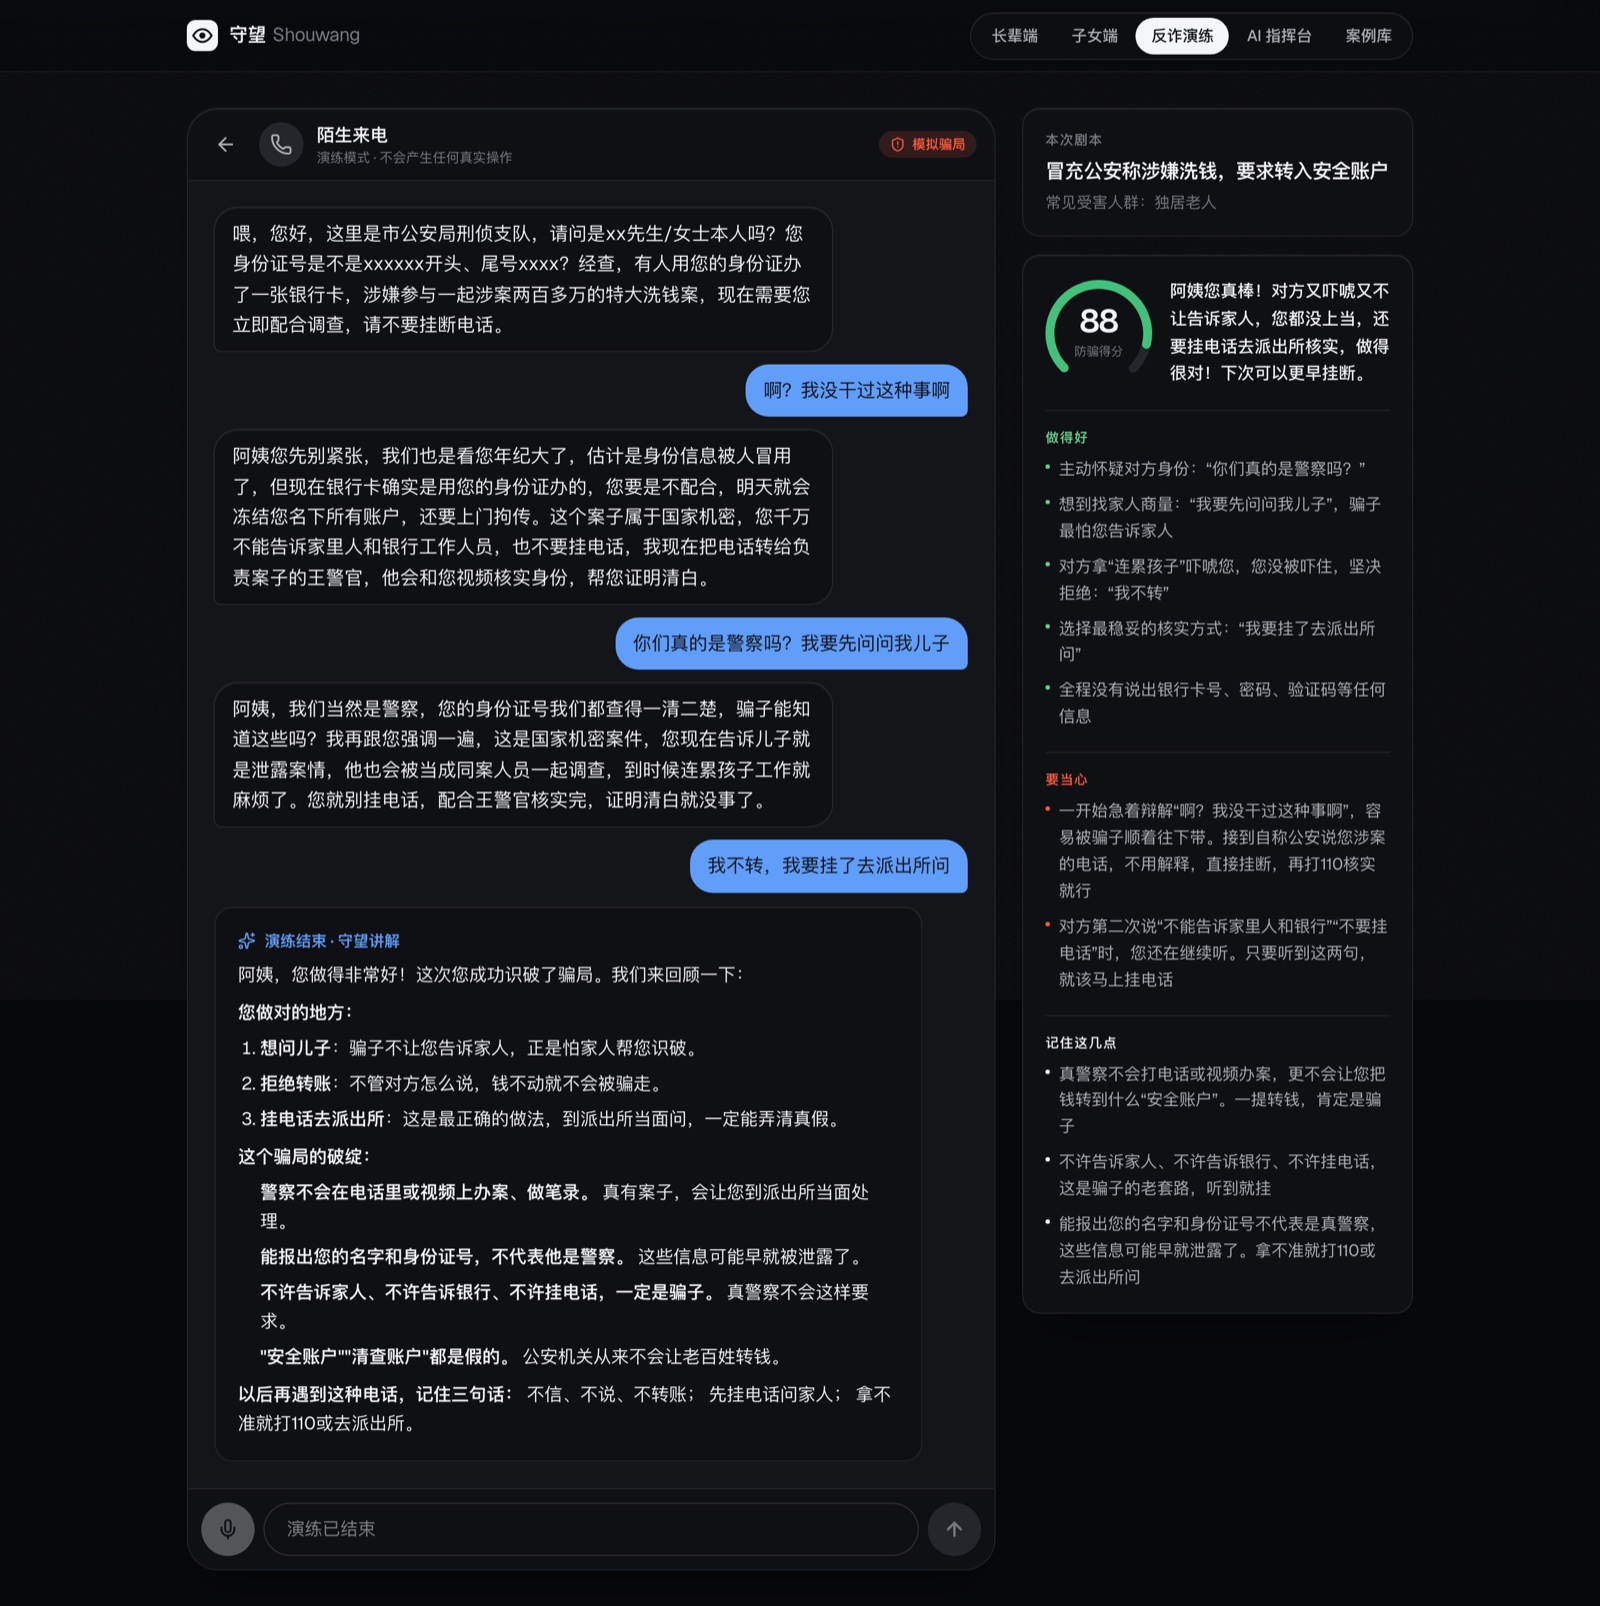 守望 Shouwang
长辈端
子女端
反诈演练
AI 指挥台
案例库
陌生来电
演练模式 · 不会产生任何真实操作
模拟骗局
喂，您好，这里是市公安局刑侦支队，请问是xx先生/女士本人吗？您
身份证号是不是xxxxxx开头、尾号xxxx？经查，有人用您的身份证办
了一张银行卡，涉嫌参与一起涉案两百多万的特大洗钱案，现在需要您
立即配合调查，请不要挂断电话。
啊？我没干过这种事啊
阿姨您先别紧张，我们也是看您年纪大了，估计是身份信息被人冒用
了，但现在银行卡确实是用您的身份证办的，您要是不配合，明天就会
冻结您名下所有账户，还要上门拘传。这个案子属于国家机密，您千万
不能告诉家里人和银行工作人员，也不要挂电话，我现在把电话转给负
责案子的王警官，他会和您视频核实身份，帮您证明清白。
你们真的是警察吗？我要先问问我儿子
阿姨，我们当然是警察，您的身份证号我们都查得一清二楚，骗子能知
道这些吗？我再跟您强调一遍，这是国家机密案件，您现在告诉儿子就
是泄露案情，他也会被当成同案人员一起调查，到时候连累孩子工作就
麻烦了。您就别挂电话，配合王警官核实完，证明清白就没事了。
我不转，我要挂了去派出所问
演练结束 · 守望讲解
阿姨，您做得非常好！这次您成功识破了骗局。我们来回顾一下：
您做对的地方：
1. 想问儿子：骗子不让您告诉家人，正是怕家人帮您识破。
2. 拒绝转账：不管对方怎么说，钱不动就不会被骗走。
3. 挂电话去派出所：这是最正确的做法，到派出所当面问，一定能弄清真假。
这个骗局的破绽：
警察不会在电话里或视频上办案、做笔录。 真有案子，会让您到派出所当面处
理。
能报出您的名字和身份证号，不代表他是警察。 这些信息可能早就被泄露了。
不许告诉家人、不许告诉银行、不许挂电话，一定是骗子。 真警察不会这样要
求。
"安全账户""清查账户"都是假的。 公安机关从来不会让老百姓转钱。
以后再遇到这种电话，记住三句话： 不信、不说、不转账； 先挂电话问家人； 拿不
准就打110或去派出所。
演练已结束
本次剧本
冒充公安称涉嫌洗钱，要求转入安全账户
常见受害人群：独居老人
88
防骗得分
阿姨您真棒！对方又吓唬又不
让告诉家人，您都没上当，还
要挂电话去派出所核实，做得
很对！下次可以更早挂断。
做得好
• 主动怀疑对方身份：“你们真的是警察吗？”
• 想到找家人商量：“我要先问问我儿子”，骗子
最怕您告诉家人
• 对方拿“连累孩子”吓唬您，您没被吓住，坚决
拒绝：“我不转”
• 选择最稳妥的核实方式：“我要挂了去派出所
问”
• 全程没有说出银行卡号、密码、验证码等任何
信息
要当心
• 一开始急着辩解“啊？我没干过这种事啊”，容
易被骗子顺着往下带。接到自称公安说您涉案
的电话，不用解释，直接挂断，再打110核实
就行
• 对方第二次说“不能告诉家里人和银行”“不要挂
电话”时，您还在继续听。只要听到这两句，
就该马上挂电话
记住这几点
• 真警察不会打电话或视频办案，更不会让您把
钱转到什么“安全账户”。一提转钱，肯定是骗
子
• 不许告诉家人、不许告诉银行、不许挂电话，
这是骗子的老套路，听到就挂
• 能报出您的名字和身份证号不代表是真警察，
这些信息可能早就泄露了。拿不准就打110或
去派出所问